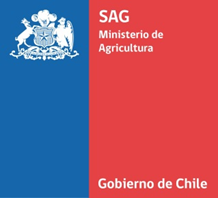 SAG
Ministerio de
Agricultura
Gobierno de Chile